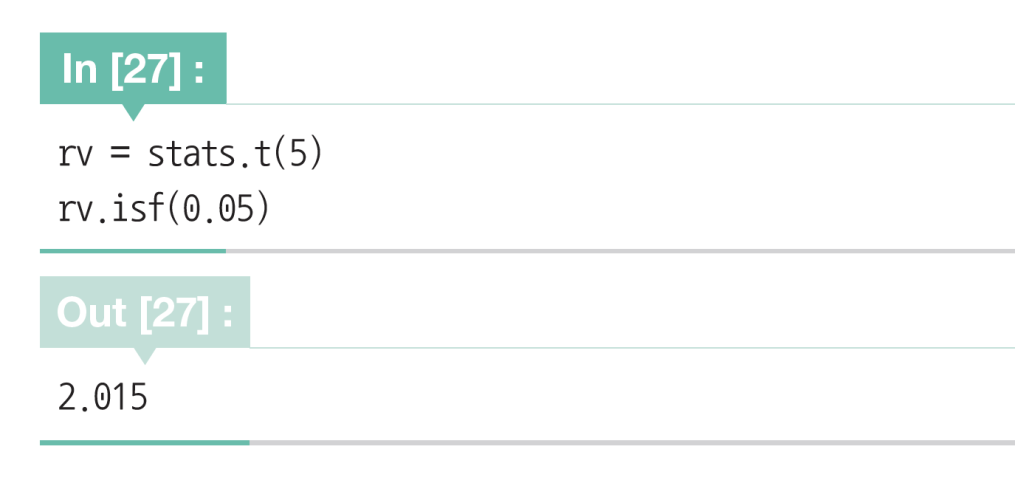 In [27] :
rv = stats.t(5)
rv.isf(0.05)
Out [27] :
2.015